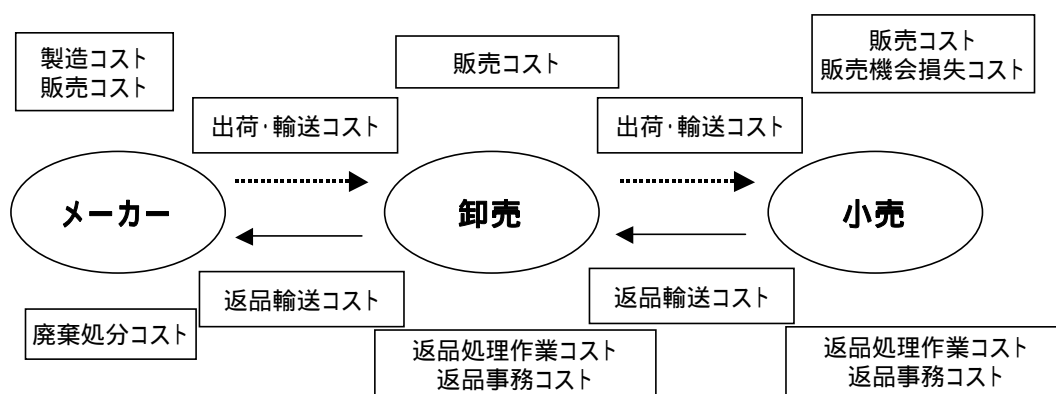 製造コスト
販売コスト
販売コスト
販売コスト
販売機会損失コスト
出荷･輸送コスト
出荷･輸送コスト
メーカー
卸売
小売
返品輸送コスト
返品輸送コスト
廃棄処分コスト
返品処理作業コスト
返品事務コスト
返品処理作業コスト
返品事務コスト